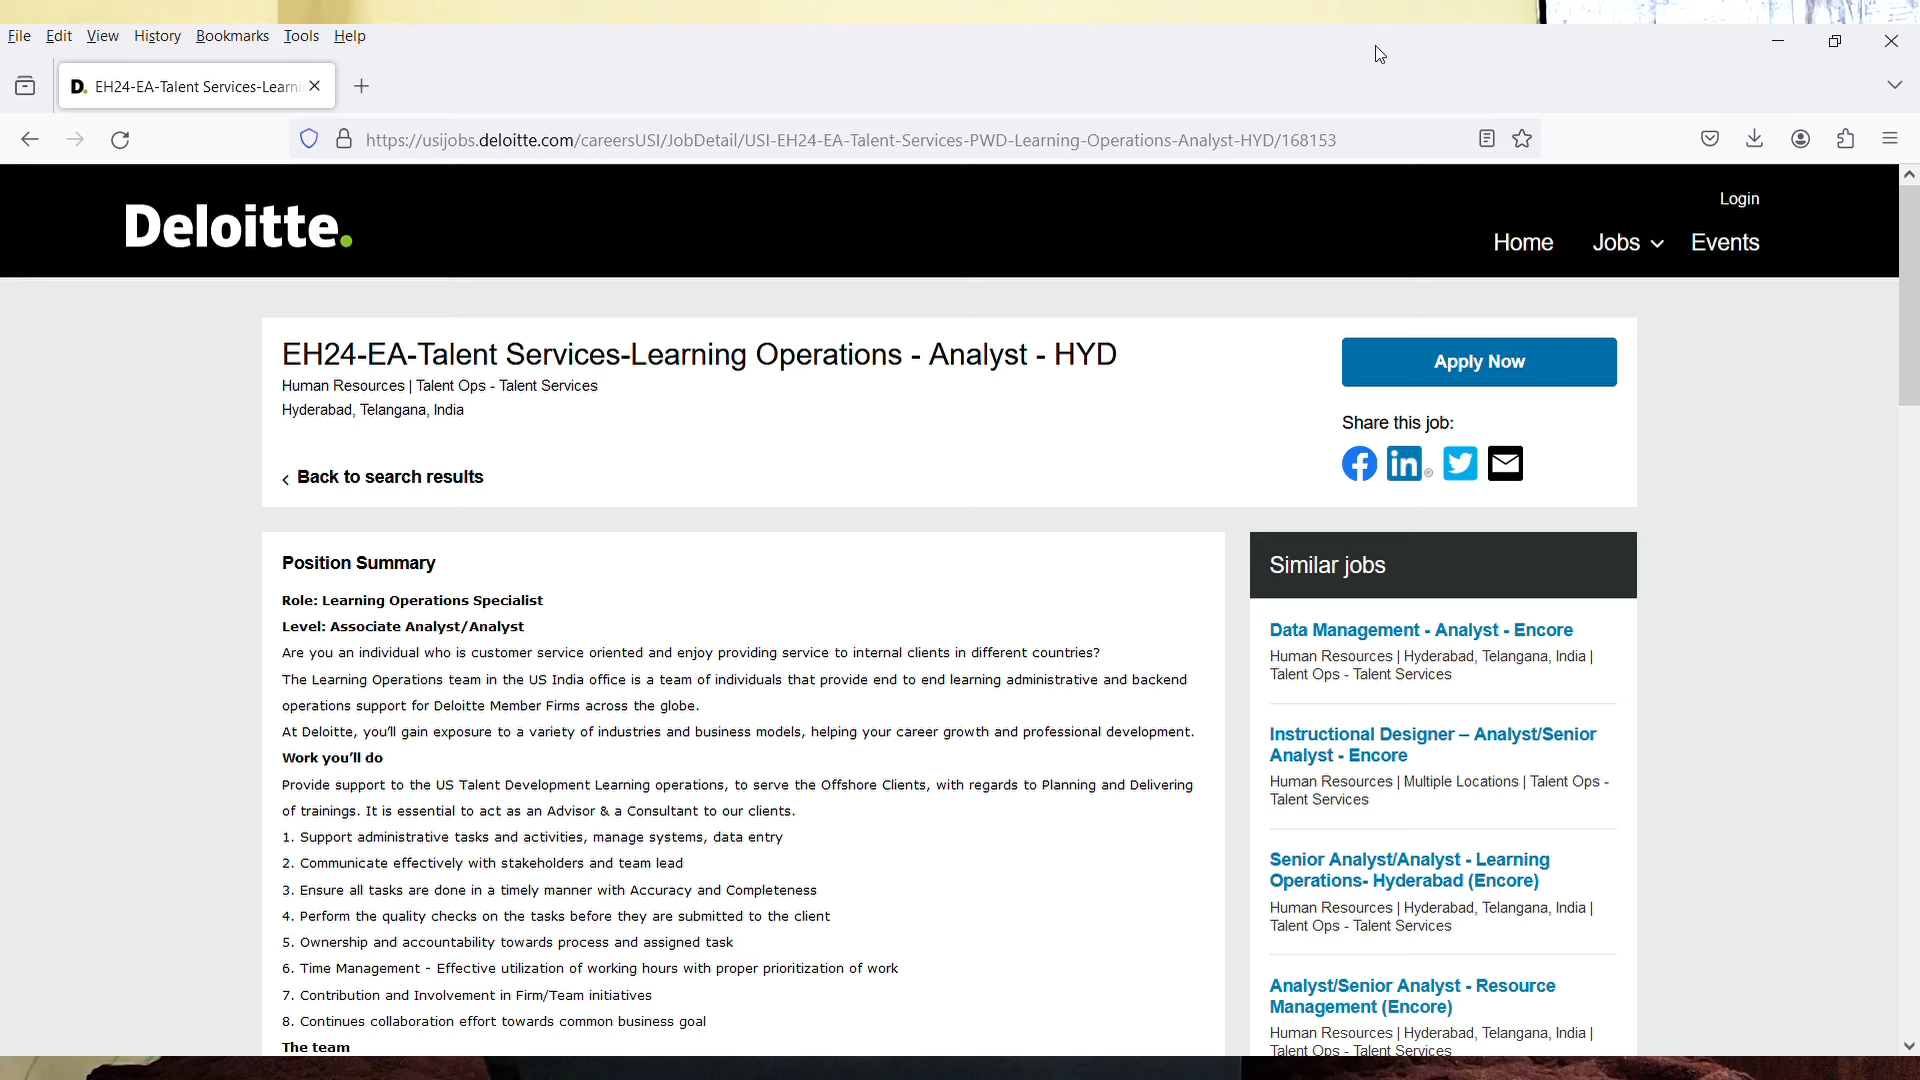 File Edit View History Bookmarks Tools Help
D. EH24-EA-Talent Services-Learni
https://usijobs.deloitte.com/careersUSI/JobDetail/USI-EH24-EA-Talent-Services-PWD-Learning-Operations-Analyst-HYD/168153
Login
Deloitte.
Home Jobs Events
EH24-EA-Talent Services-Learning Operations - Analyst - HYD
Human Resources | Talent Ops - Talent Services
Hyderabad, Telangana, India
Back to search results
Apply Now
Share this job:
Position Summary
Role: Learning Operations Specialist
Level: Associate Analyst/Analyst
Are you an individual who is customer service oriented and enjoy providing service to internal clients in different countries?
The Learning Operations team in the US India office is a team of individuals that provide end to end learning administrative and backend
operations support for Deloitte Member Firms across the globe.
At Deloitte, you’ll gain exposure to a variety of industries and business models, helping your career growth and professional development.
Work you’ll do
Provide support to the US Talent Development Learning operations, to serve the Offshore Clients, with regards to Planning and Delivering
of trainings. It is essential to act as an Advisor & a Consultant to our clients.
1. Support administrative tasks and activities, manage systems, data entry
2. Communicate effectively with stakeholders and team lead
3. Ensure all tasks are done in a timely manner with Accuracy and Completeness
4. Perform the quality checks on the tasks before they are submitted to the client
5. Ownership and accountability towards process and assigned task
6. Time Management - Effective utilization of working hours with proper prioritization of work
7. Contribution and Involvement in Firm/Team initiatives
8. Continues collaboration effort towards common business goal
The team
Similar jobs
Data Management - Analyst - Encore
Human Resources | Hyderabad, Telangana, India |
Talent Ops - Talent Services
Instructional Designer – Analyst/Senior
Analyst - Encore
Human Resources | Multiple Locations | Talent Ops -
Talent Services
Senior Analyst/Analyst - Learning
Operations- Hyderabad (Encore)
Human Resources | Hyderabad, Telangana, India |
Talent Ops - Talent Services
Analyst/Senior Analyst - Resource
Management (Encore)
Human Resources | Hyderabad, Telangana, India |
Talent Ops - Talent Services